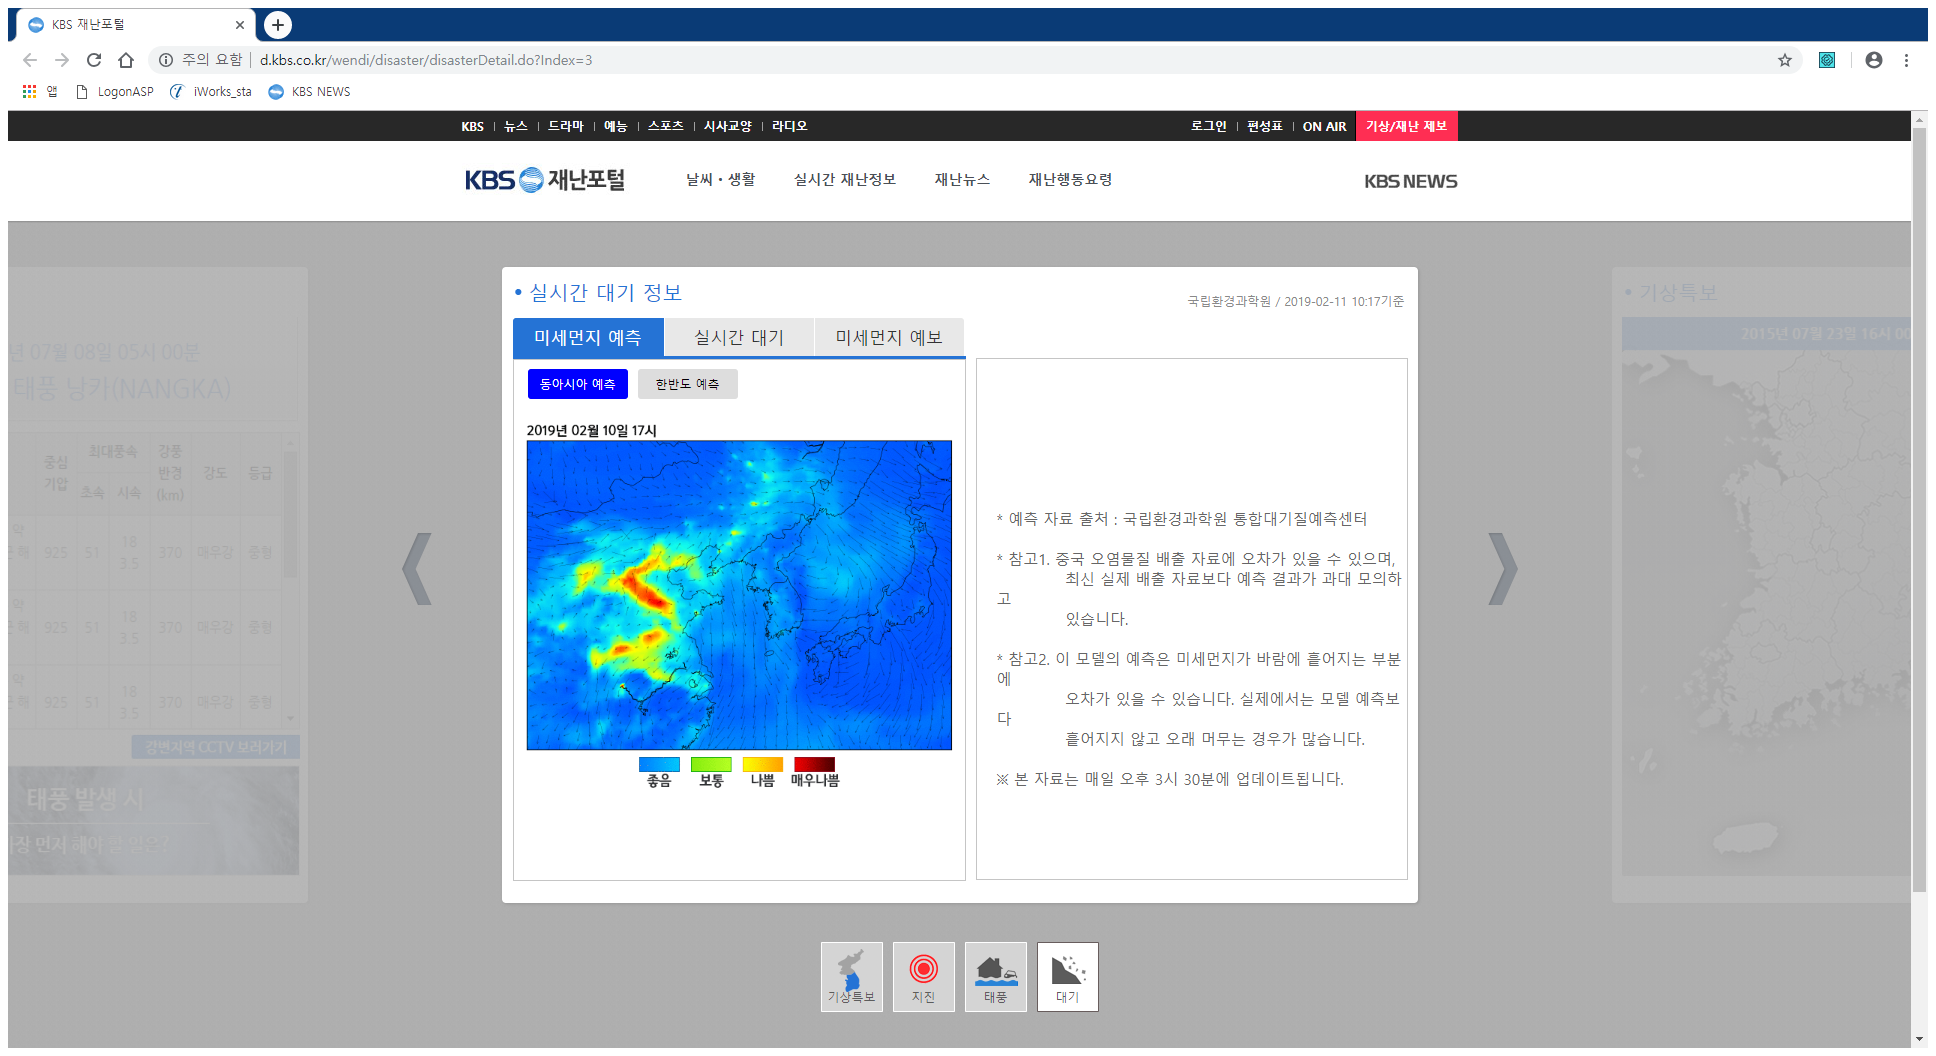 KBS 재난포털
주의 요함 | d.kbs.co.kr/wendi/disaster/disasterDetail.do?Index=3
앱 LogonASP iWorks_sta KBS NEWS
KBS | 뉴스 | 드라마 | 예능 | 스포츠 | 시사교양 | 라디오
로그인 | 편성표 | ON AIR 기상/재난 제보
KBS 재난포털
날씨·생활 실시간 재난정보 재난뉴스 재난행동요령
KBS NEWS
년 07월 08일 05시 00분
태풍 낭카(NANGKA)
중심 기압 최대풍속 강풍 반경 (km) 강도 등급
초속 시속
약
925 51 18 3.5 370 매우강 중형
약
925 51 18 3.5 370 매우강 중형
약
925 51 18 3.5 370 매우강 중형
강변지역 CCTV 보러가기
태풍 발생 시
먼저 해야 할 일은?
• 실시간 대기 정보
국립환경과학원 / 2019-02-11 10:17기준
미세먼지 예측 실시간 대기 미세먼지 예보
동아시아 예측 한반도 예측
2019년 02월 10일 17시
좋음 보통 나쁨 매우나쁨
* 예측 자료 출처 : 국립환경과학원 통합대기질예측센터
* 참고1. 중국 오염물질 배출 자료에 오차가 있을 수 있으며,
최신 실제 배출 자료보다 예측 결과가 과대 모의하
고
있습니다.
* 참고2. 이 모델의 예측은 미세먼지가 바람에 흩어지는 부분
에
오차가 있을 수 있습니다. 실제에서는 모델 예측보
다
흩어지지 않고 오래 머무는 경우가 많습니다.
※ 본 자료는 매일 오후 3시 30분에 업데이트됩니다.
• 기상특보
2015년 07월 23일 16시 00
기상특보 지진 태풍 대기